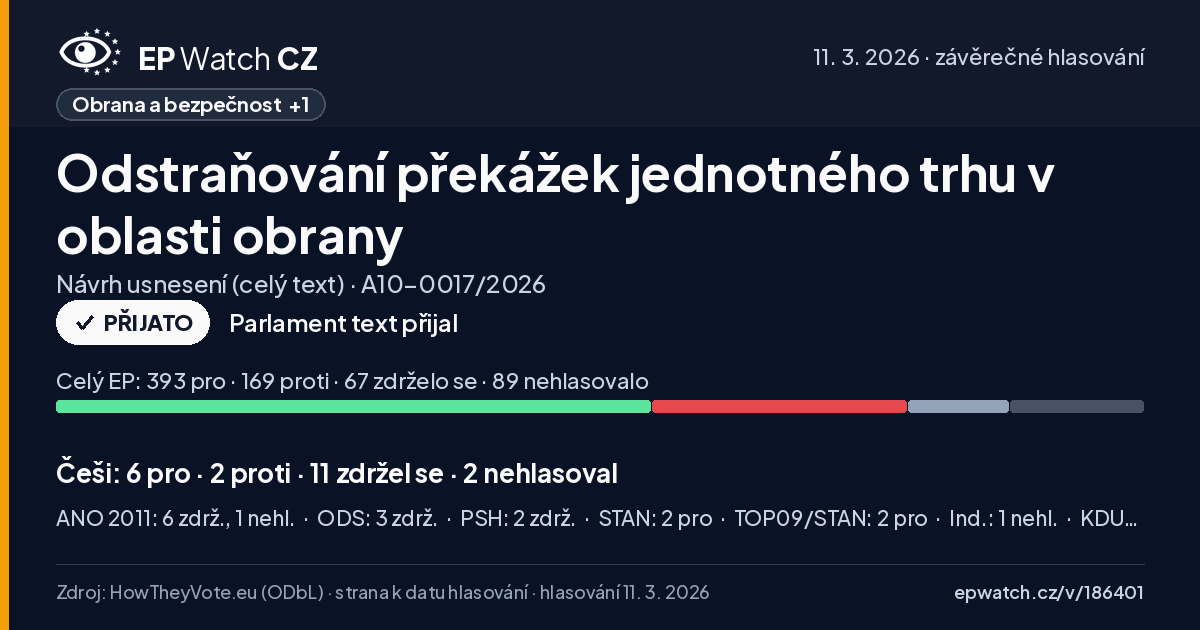 EP Watch CZ
11. 3. 2026 · závěrečné hlasování
Obrana a bezpečnost +1
Odstraňování překážek jednotného trhu v
oblasti obrany
Návrh usnesení (celý text) · A10–0017/2026
✓ PŘIJATO Parlament text přijal
Celý EP: 393 pro · 169 proti · 67 zdrželo se · 89 nehlasovalo
Češi: 6 pro · 2 proti · 11 zdržel se · 2 nehlasoval
ANO 2011: 6 zdrž., 1 nehl. · ODS: 3 zdrž. · PSH: 2 zdrž. · STAN: 2 pro · TOP09/STAN: 2 pro · Ind.: 1 nehl. · KDU…
Zdroj: HowTheyVote.eu (ODbL) · strana k datu hlasování · hlasování 11. 3. 2026
epwatch.cz/v/186401